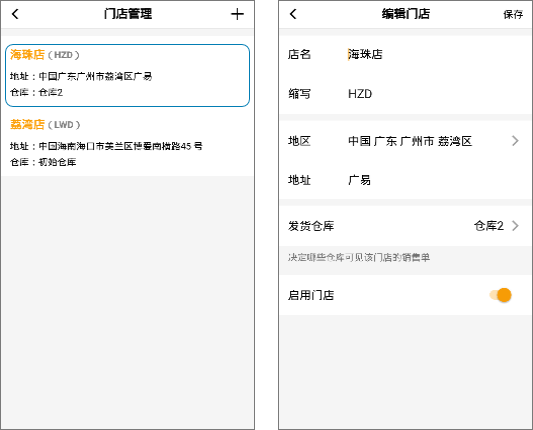 门店管理
海珠店（HZD）
地址：中国广东广州市荔湾区广易
仓库：仓库2
荔湾店（LWD）
地址：中国海南海口市美兰区博爱南横路45号
仓库：初始仓库
编辑门店
保存
店名 海珠店
缩写 HZD
地区 中国 广东 广州市 荔湾区
地址 广易
发货仓库 仓库2
决定哪些仓库可见该门店的销售单
启用门店